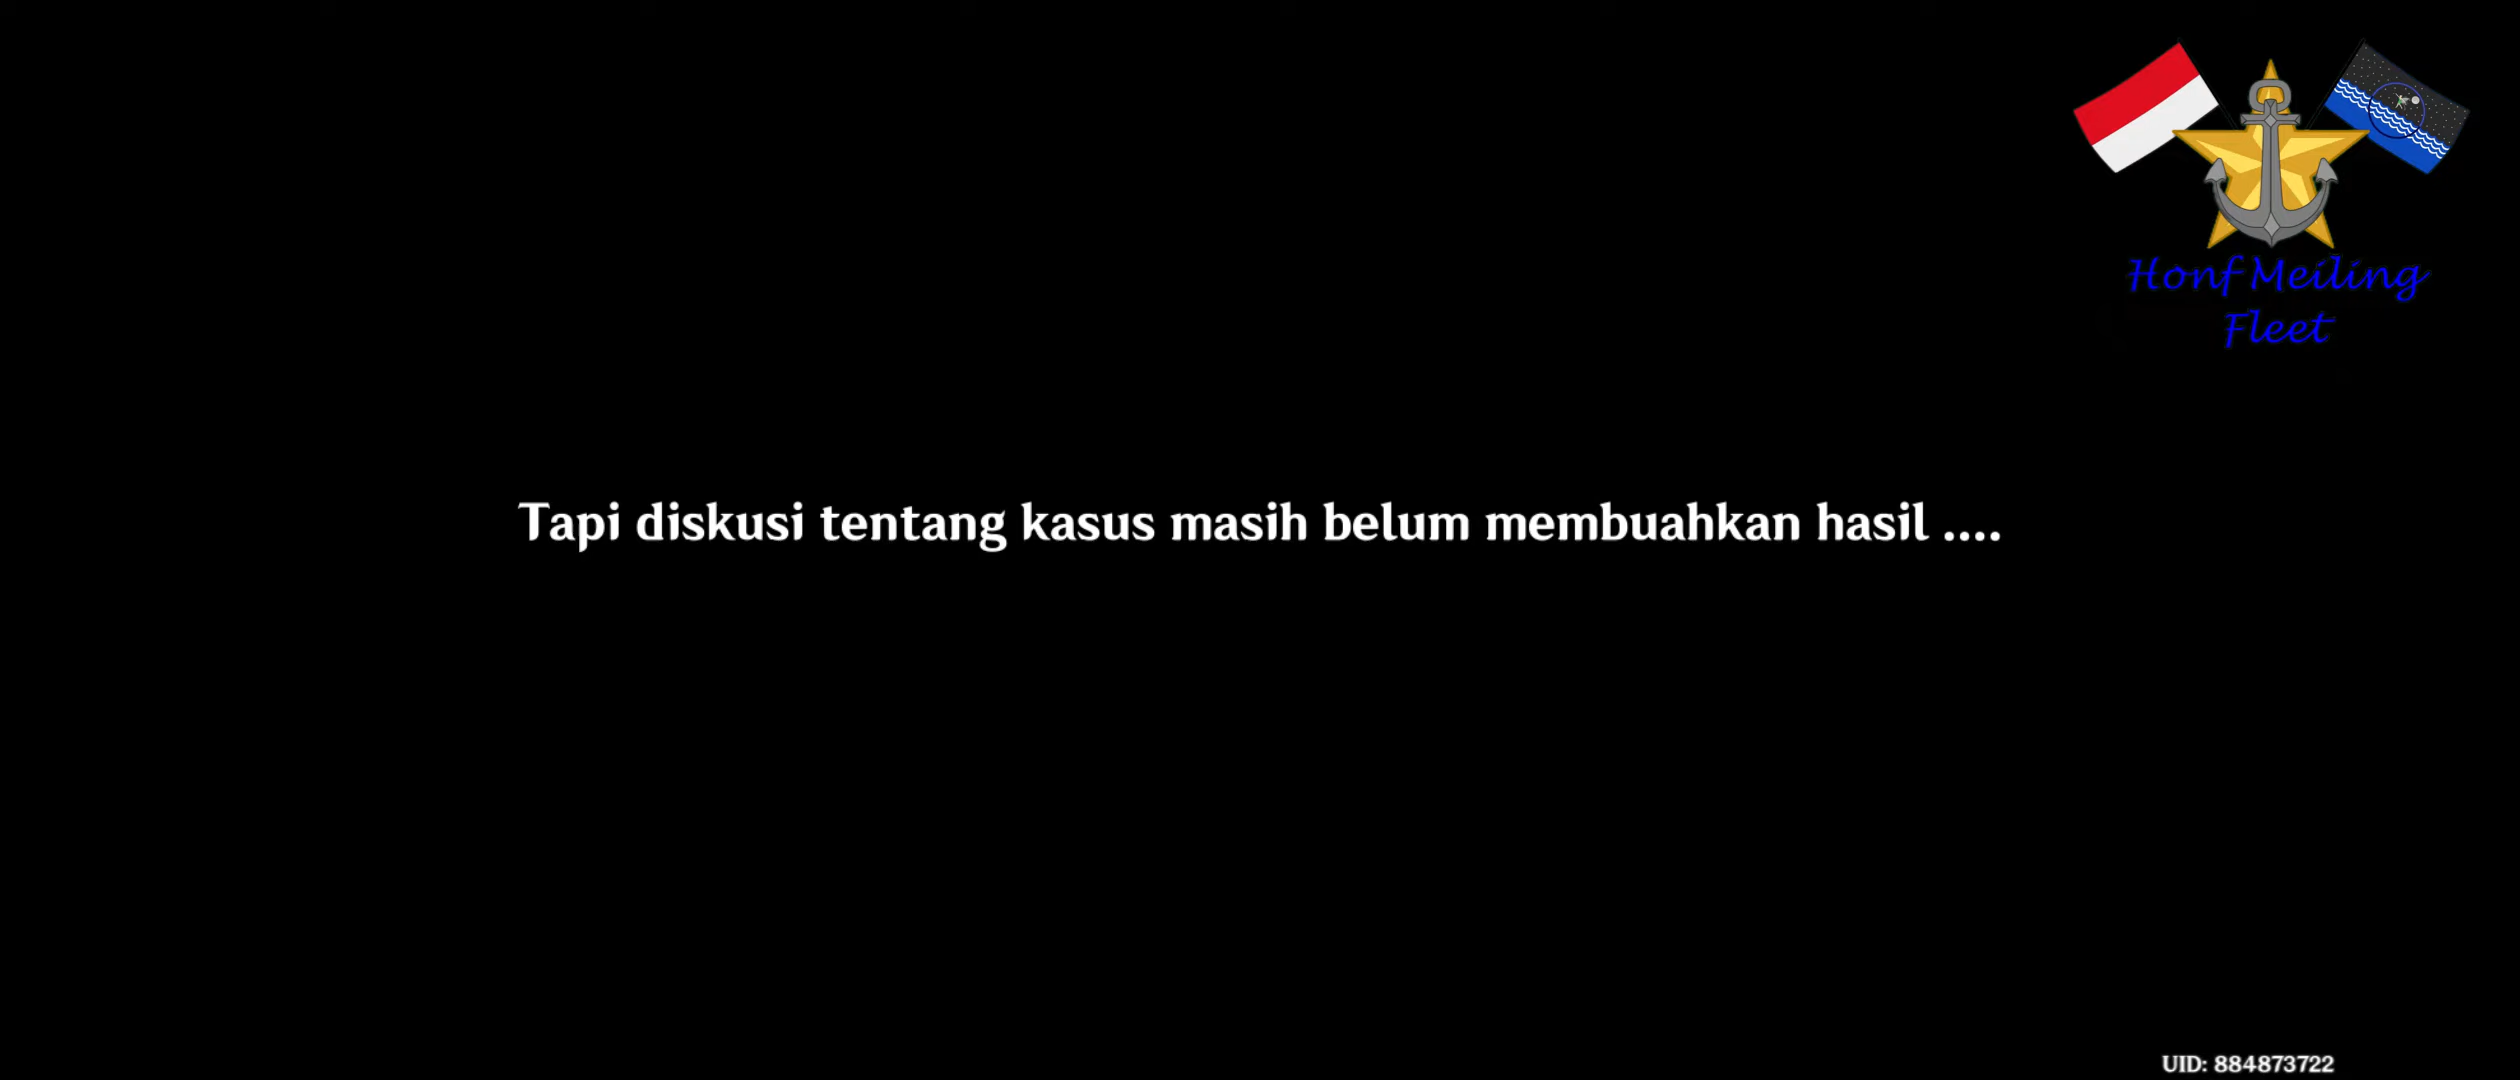 Honf Meiling
Fleet
Tapi diskusi tentang kasus masih belum membuahkan hasil ....
UID: 884873722